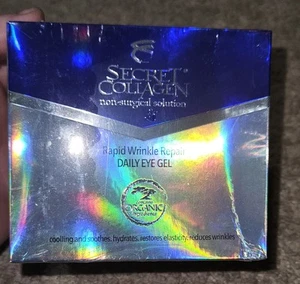 SECRET
COLLAGEN
non-surgical solution
Rapid Wrinkle Repair
DAILY EYE GEL
ORGANIC
coolling and soothes, hydrates, restores elasticity, reduces wrinkles